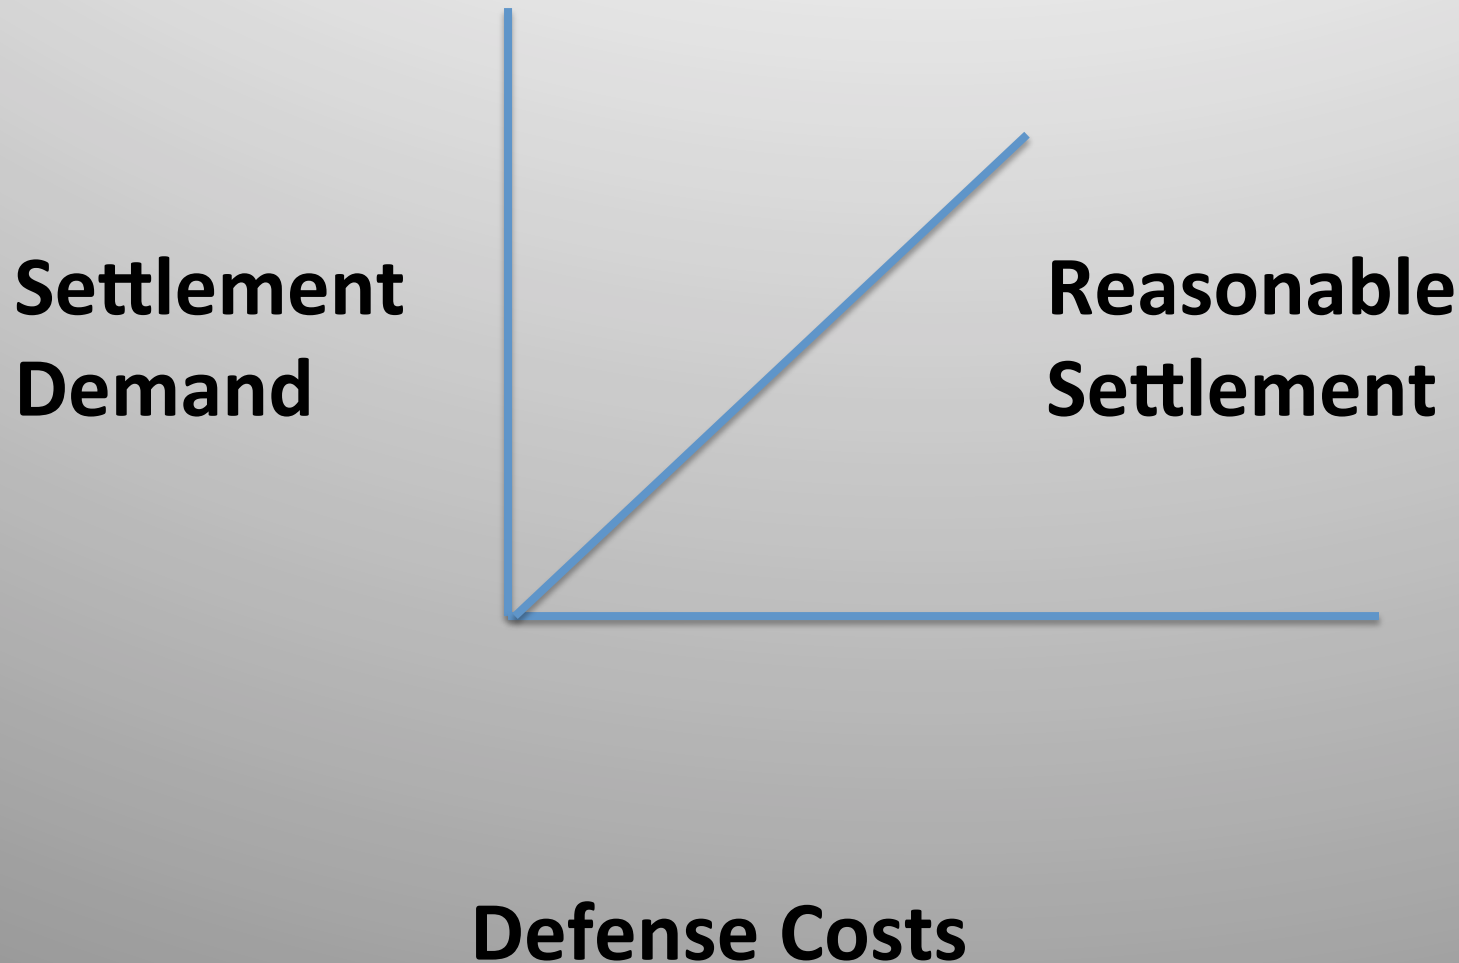 Settlement
Demand
Reasonable
Settlement
Defense Costs